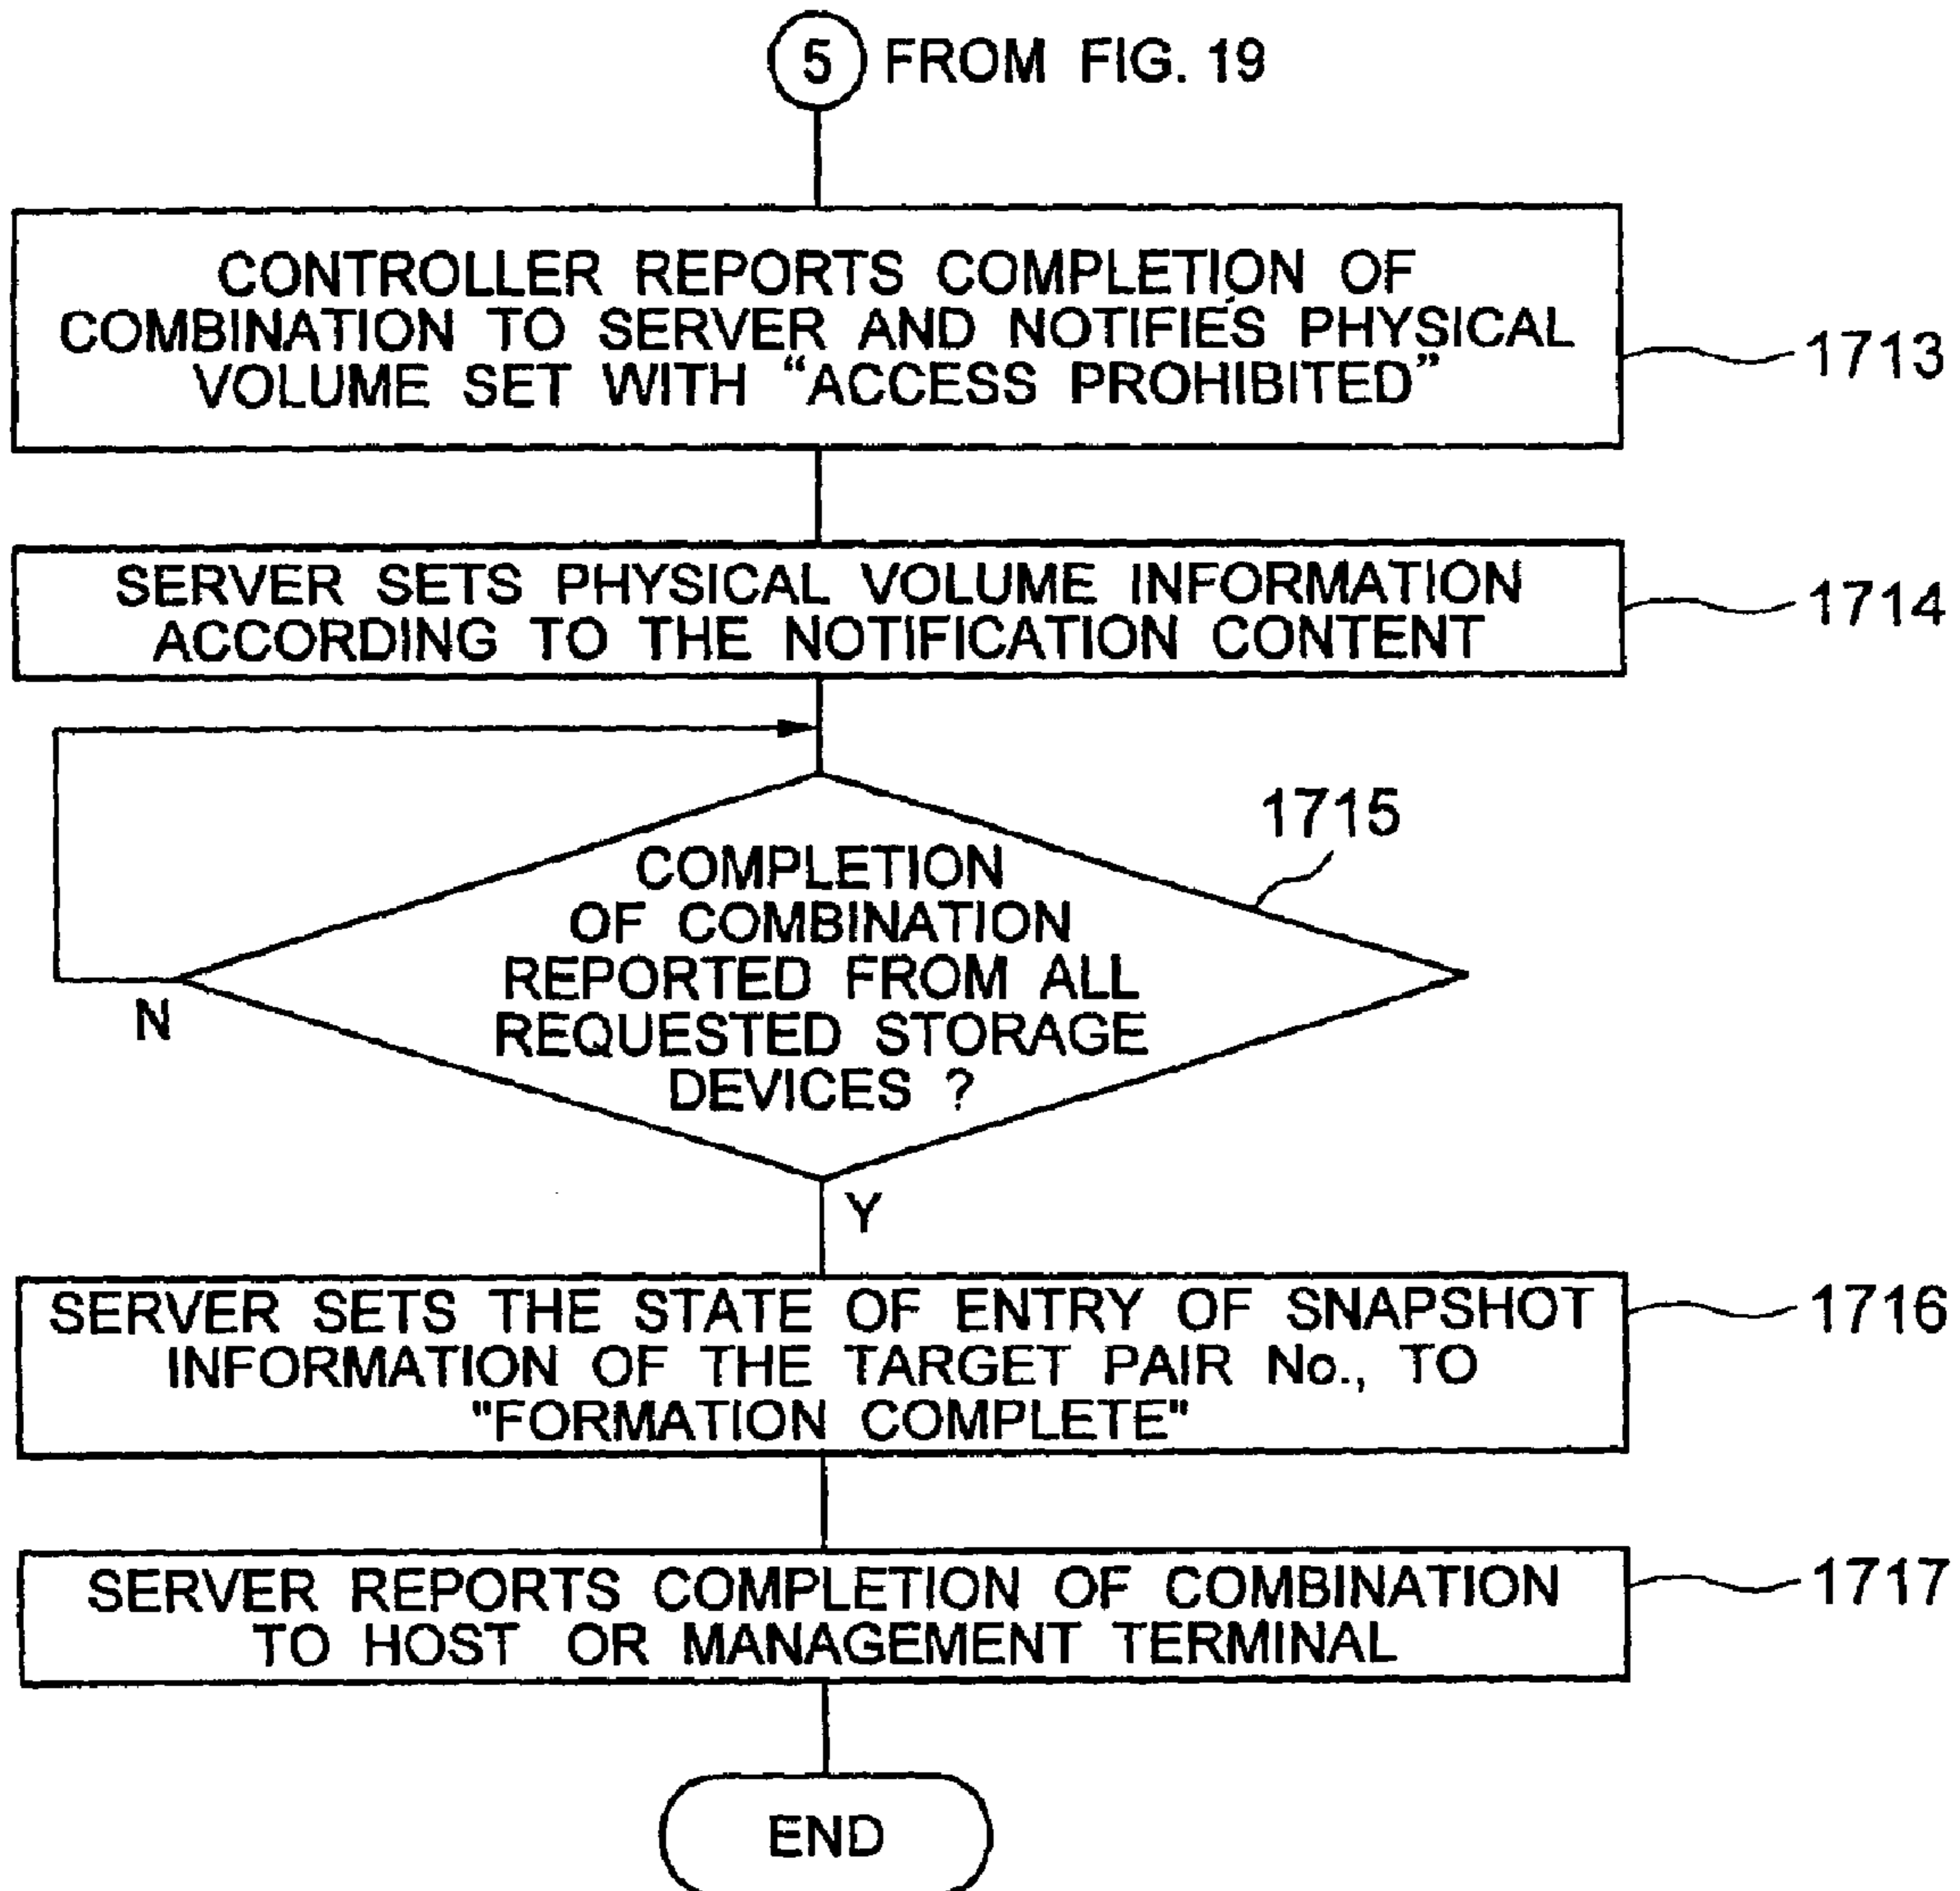 5 FROM FIG. 19
CONTROLLER REPORTS COMPLETION OF
COMBINATION TO SERVER AND NOTIFIES PHYSICAL
VOLUME SET WITH “ACCESS PROHIBITED”
1713
SERVER SETS PHYSICAL VOLUME INFORMATION
ACCORDING TO THE NOTIFICATION CONTENT
1714
1715
COMPLETION
OF COMBINATION
REPORTED FROM ALL
REQUESTED STORAGE
DEVICES ?
N
Y
SERVER SETS THE STATE OF ENTRY OF SNAPSHOT
INFORMATION OF THE TARGET PAIR No., TO
"FORMATION COMPLETE"
1716
SERVER REPORTS COMPLETION OF COMBINATION
TO HOST OR MANAGEMENT TERMINAL
1717
END